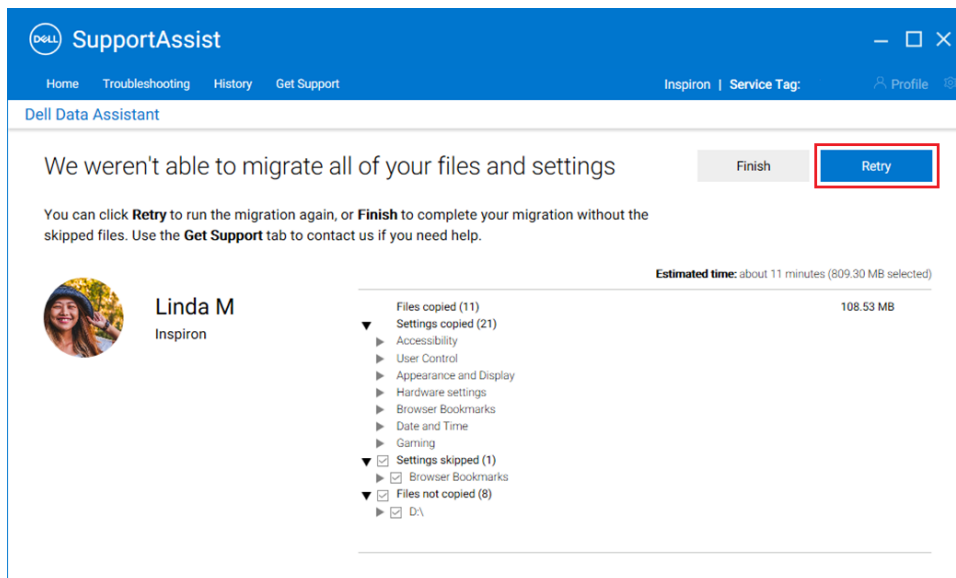 DELL SupportAssist
Home Troubleshooting History Get Support Inspiron | Service Tag: Profile
Dell Data Assistant
We weren't able to migrate all of your files and settings Finish Retry
You can click Retry to run the migration again, or Finish to complete your migration without the
skipped files. Use the Get Support tab to contact us if you need help.
Estimated time: about 11 minutes (809.30 MB selected)
Linda M
Inspiron
Files copied (11) 108.53 MB
Settings copied (21)
Accessibility
User Control
Appearance and Display
Hardware settings
Browser Bookmarks
Date and Time
Gaming
Settings skipped (1)
Browser Bookmarks
Files not copied (8)
D:\